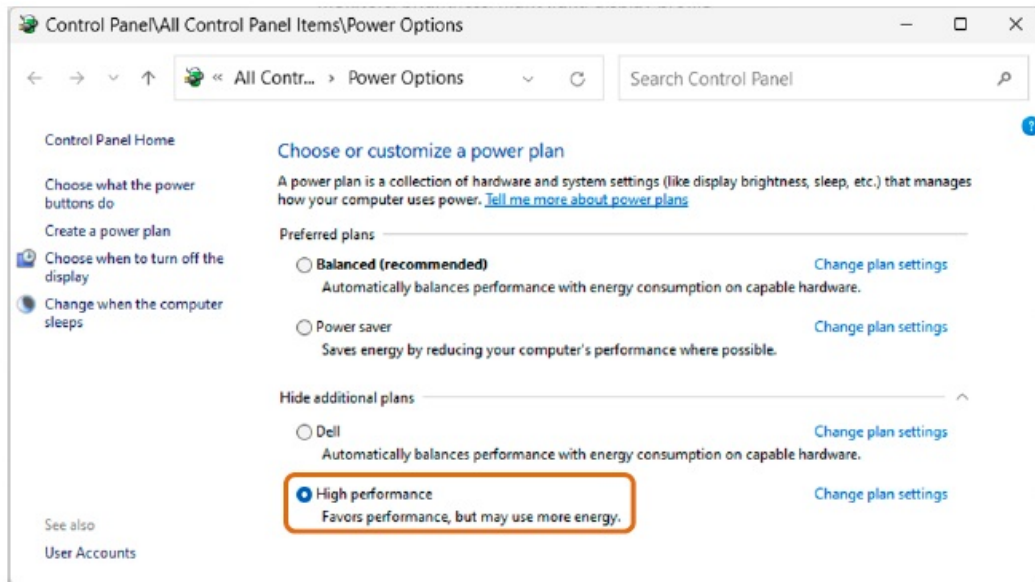 Control Panel\All Control Panel Items\Power Options
« All Contr... › Power Options
Search Control Panel
Control Panel Home
Choose what the power
buttons do
Create a power plan
Choose when to turn off the
display
Change when the computer
sleeps
See also
User Accounts
?
Choose or customize a power plan
A power plan is a collection of hardware and system settings (like display brightness, sleep, etc.) that manages
how your computer uses power. Tell me more about power plans
Preferred plans
Balanced (recommended) Change plan settings
Automatically balances performance with energy consumption on capable hardware.
Power saver Change plan settings
Saves energy by reducing your computer's performance where possible.
Hide additional plans
Dell Change plan settings
Automatically balances performance with energy consumption on capable hardware.
High performance Change plan settings
Favors performance, but may use more energy.